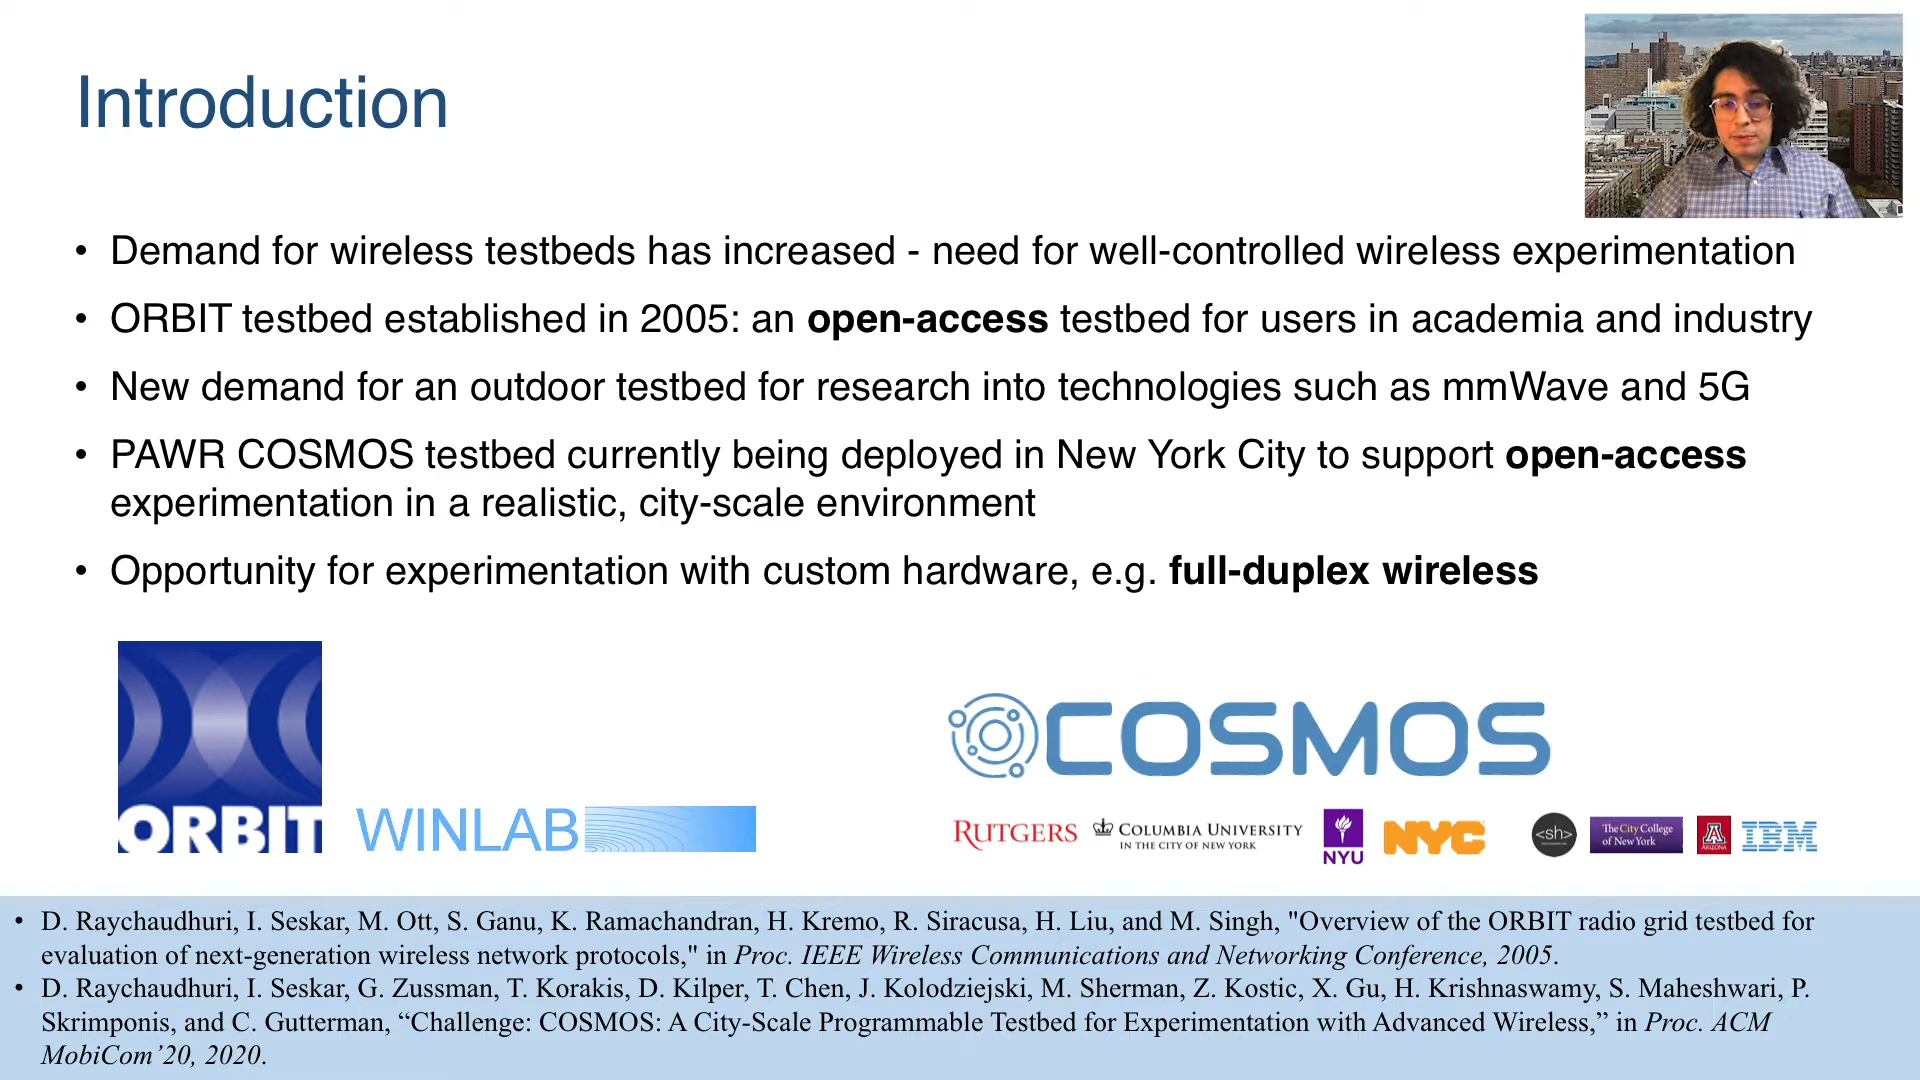 Introduction
• Demand for wireless testbeds has increased - need for well-controlled wireless experimentation
• ORBIT testbed established in 2005: an open-access testbed for users in academia and industry
• New demand for an outdoor testbed for research into technologies such as mmWave and 5G
• PAWR COSMOS testbed currently being deployed in New York City to support open-access
experimentation in a realistic, city-scale environment
• Opportunity for experimentation with custom hardware, e.g. full-duplex wireless
ORBIT
WINLAB
COSMOS
RUTGERS
COLUMBIA UNIVERSITY
IN THE CITY OF NEW YORK
NYU
NYC
<sh>
The City College
of New York
A
ARIZONA
IBM
• D. Raychaudhuri, I. Seskar, M. Ott, S. Ganu, K. Ramachandran, H. Kremo, R. Siracusa, H. Liu, and M. Singh, "Overview of the ORBIT radio grid testbed for
evaluation of next-generation wireless network protocols," in Proc. IEEE Wireless Communications and Networking Conference, 2005.
• D. Raychaudhuri, I. Seskar, G. Zussman, T. Korakis, D. Kilper, T. Chen, J. Kolodziejski, M. Sherman, Z. Kostic, X. Gu, H. Krishnaswamy, S. Maheshwari, P.
Skrimponis, and C. Gutterman, “Challenge: COSMOS: A City-Scale Programmable Testbed for Experimentation with Advanced Wireless,” in Proc. ACM
MobiCom’20, 2020.